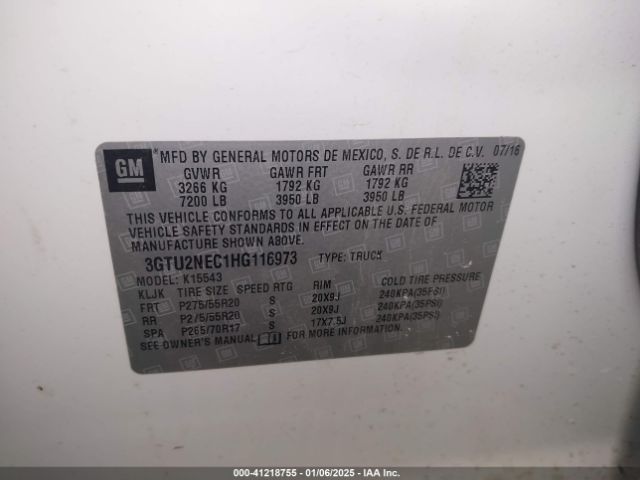 GM
MFD BY GENERAL MOTORS DE MEXICO, S. DE R.L. DE C.V. 07/16
GVWR GAWR FRT GAWR RR
3266 KG 1792 KG 1792 KG
7200 LB 3950 LB 3950 LB
THIS VEHICLE CONFORMS TO ALL APPLICABLE U.S. FEDERAL MOTOR
VEHICLE SAFETY STANDARDS IN EFFECT ON THE DATE OF
MANUFACTURE SHOWN ABOVE.
3GTU2NEC1HG116973 TYPE: TRUCK
MODEL: K15543
KLJK TIRE SIZE SPEED RTG RIM COLD TIRE PRESSURE
FRT P275/55R20 S 20X9J 240KPA(35PSI)
RR P275/55R20 S 20X9J 240KPA(35PSI)
SPA P265/70R17 S 17X7.5J 240KPA(35PSI)
SEE OWNER'S MANUAL FOR MORE INFORMATION.
000-41218755 - 01/06/2025 - IAAI.com